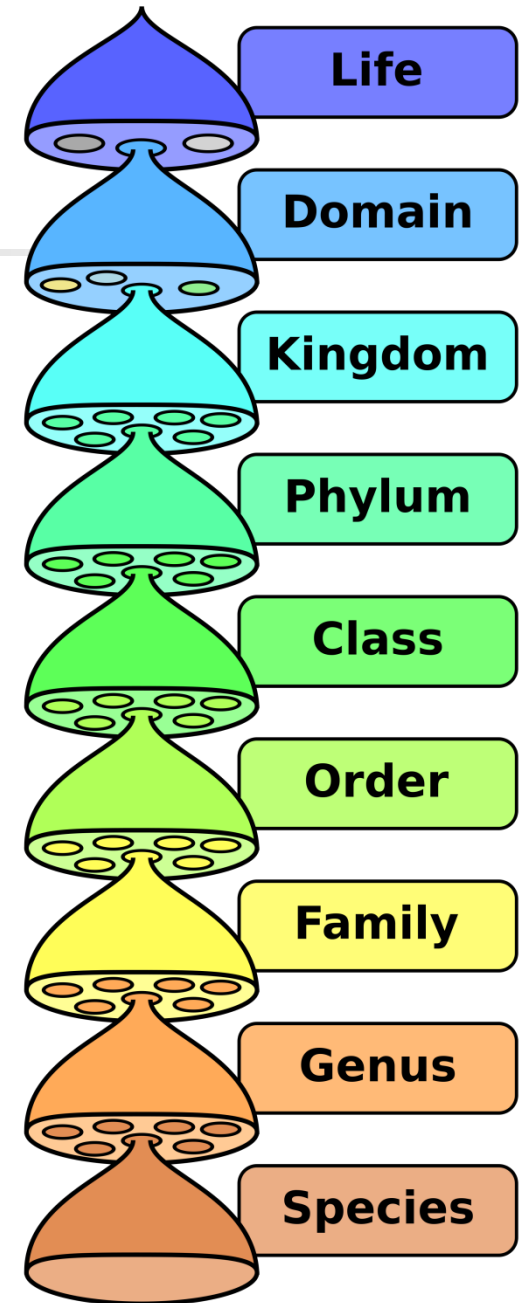 Life
Domain
Kingdom
Phylum
Class
Order
Family
Genus
Species